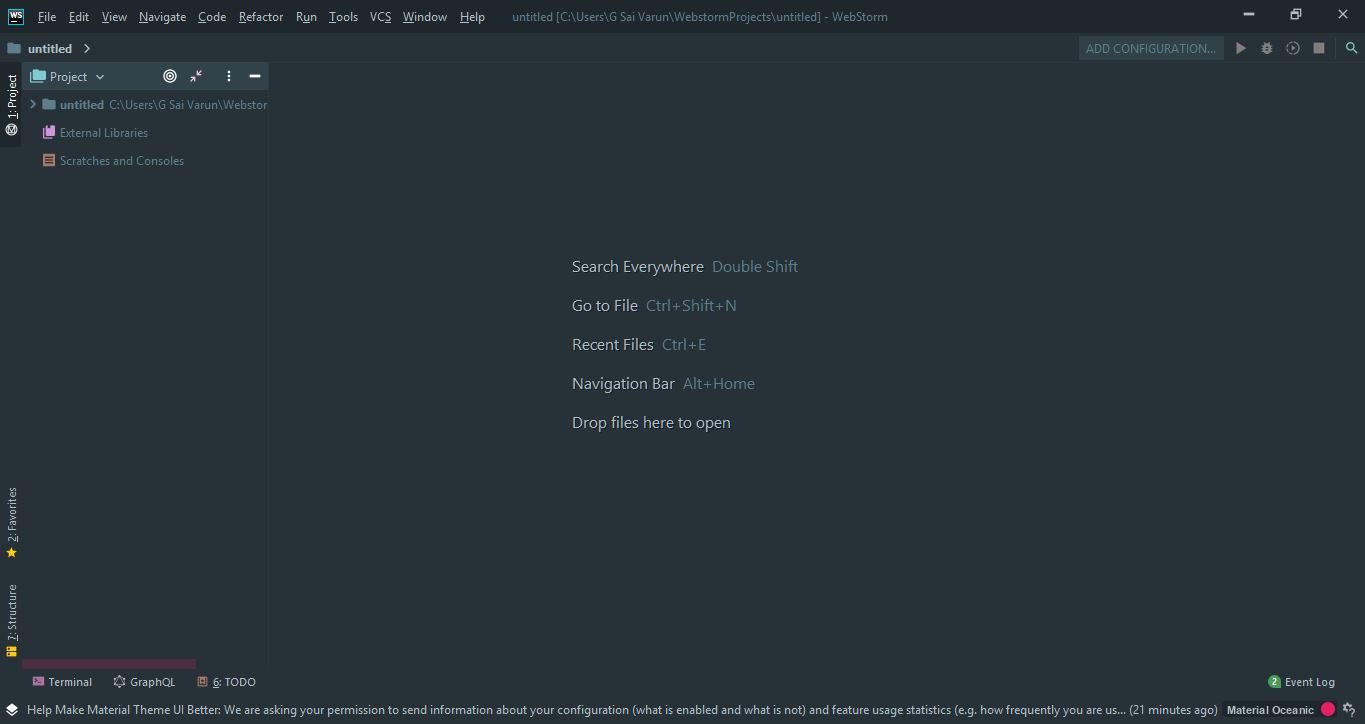 WS File Edit View Navigate Code Refactor Run Tools VCS Window Help untitled [C:\Users\G Sai Varun\WebstormProjects\untitled] - WebStorm
untitled ADD CONFIGURATION...
1: Project
Project
untitled C:\Users\G Sai Varun\Webstor
External Libraries
Scratches and Consoles
Search Everywhere Double Shift
Go to File Ctrl+Shift+N
Recent Files Ctrl+E
Navigation Bar Alt+Home
Drop files here to open
2: Favorites
7: Structure
Terminal GraphQL 6: TODO 2 Event Log
Help Make Material Theme UI Better: We are asking your permission to send information about your configuration (what is enabled and what is not) and feature usage statistics (e.g. how frequently you are us... (21 minutes ago) Material Oceanic